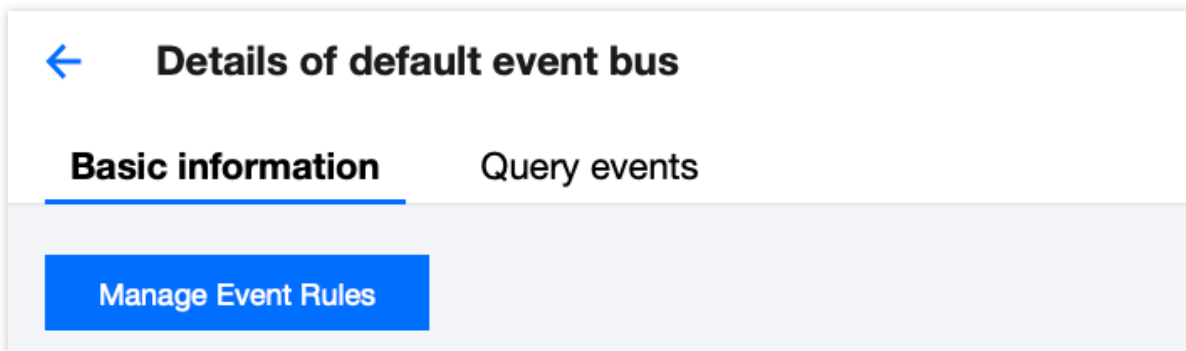 Details of default event bus
Basic information Query events
Manage Event Rules